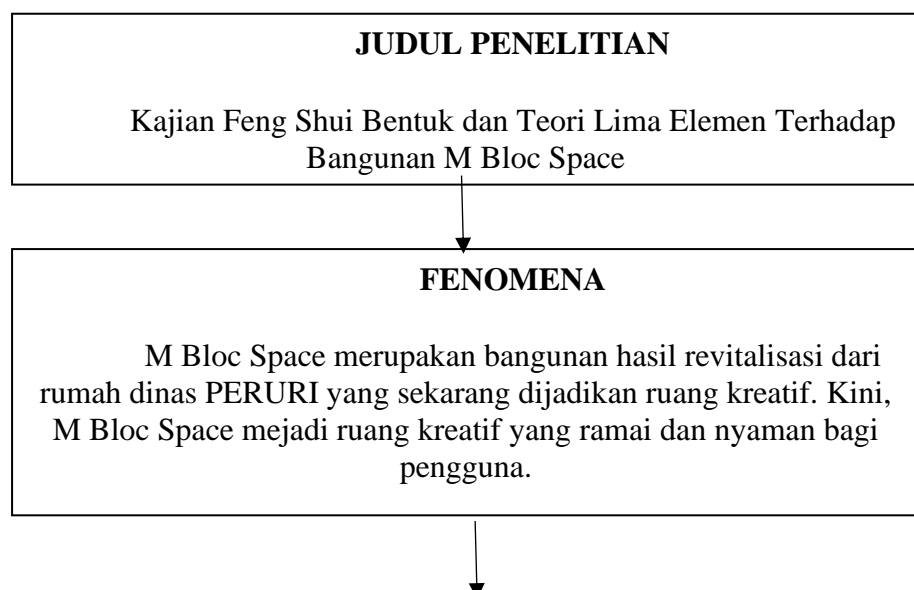 JUDUL PENELITIAN
Kajian Feng Shui Bentuk dan Teori Lima Elemen Terhadap
Bangunan M Bloc Space
FENOMENA
M Bloc Space merupakan bangunan hasil revitalisasi dari
rumah dinas PERURI yang sekarang dijadikan ruang kreatif. Kini,
M Bloc Space mejadi ruang kreatif yang ramai dan nyaman bagi
pengguna.